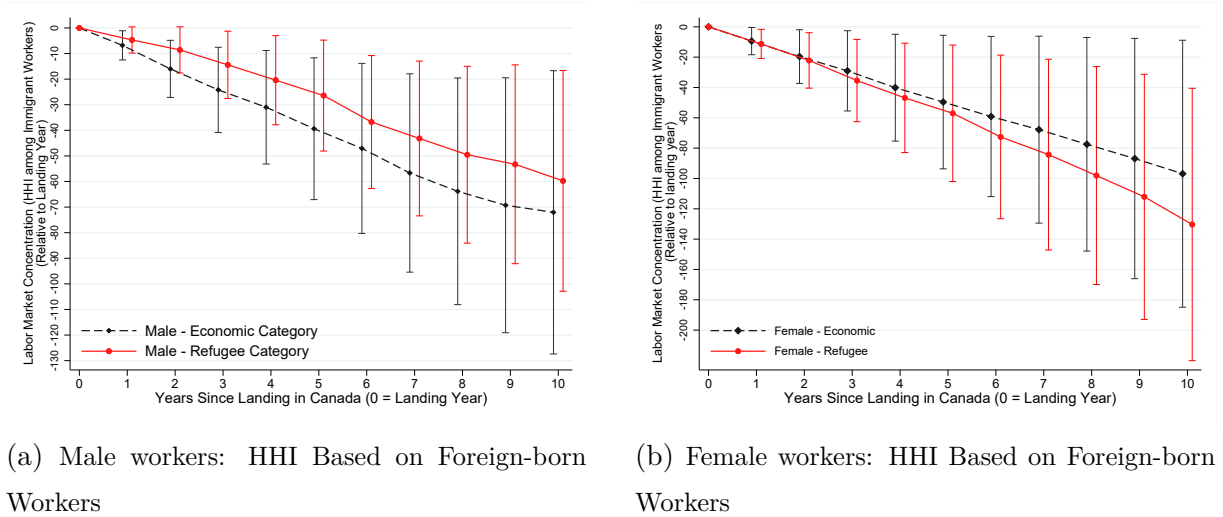 Labor Market Concentration (HHI among Immigrant Workers)
(Relative to Landing Year)
0
-10
-20
-30
-40
-50
-60
-70
-80
-90
-100
-110
-120
-130
Male - Economic Category
Male - Refugee Category
0 1 2 3 4 5 6 7 8 9 10
Years Since Landing in Canada (0 = Landing Year)
(a) Male workers: HHI Based on Foreign-born
Workers
Labor Market Concentration (HHI among Immigrant Workers
(Relative to landing year)
0
-20
-40
-60
-80
-100
-120
-140
-160
-180
-200
Female - Economic
Female - Refugee
0 1 2 3 4 5 6 7 8 9 10
Years Since Landing in Canada (0 = Landing Year)
(b) Female workers: HHI Based on Foreign-born
Workers